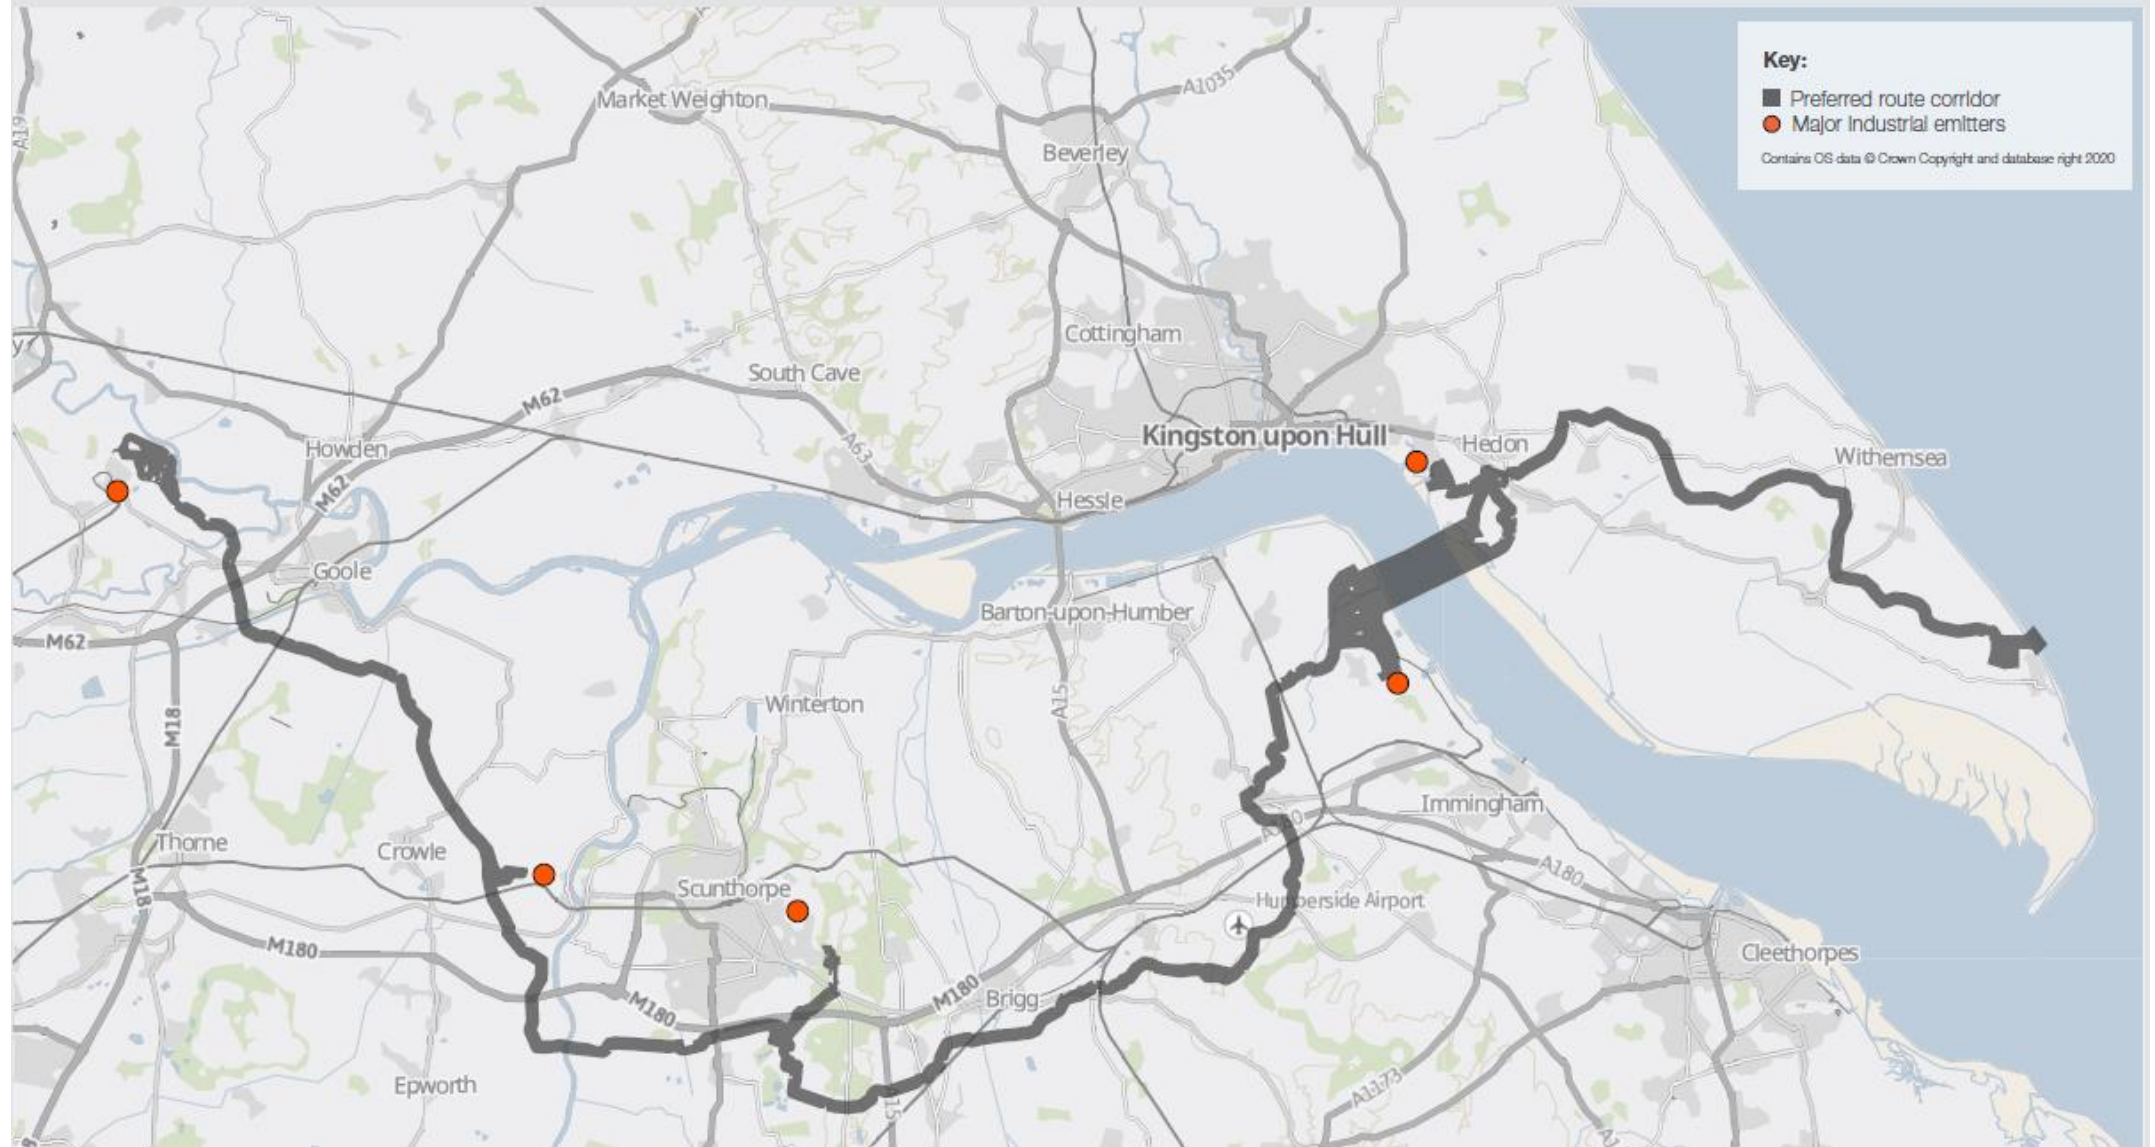 Key:
Preferred route corridor
Major industrial emitters
Contains OS data © Crown Copyright and database right 2020
A19
Market Weighton
A1035
Beverley
Cottingham
South Cave
M62
A63
Kingston upon Hull
Hedon
Withernsea
Howden
M62
Hessle
Goole
Barton-upon-Humber
M62
M18
Winterton
A15
Immingham
Thorne
Crowle
A180
M18
Scunthorpe
Humberside Airport
M180
Cleethorpes
M180
M180
Brigg
Epworth
A1173